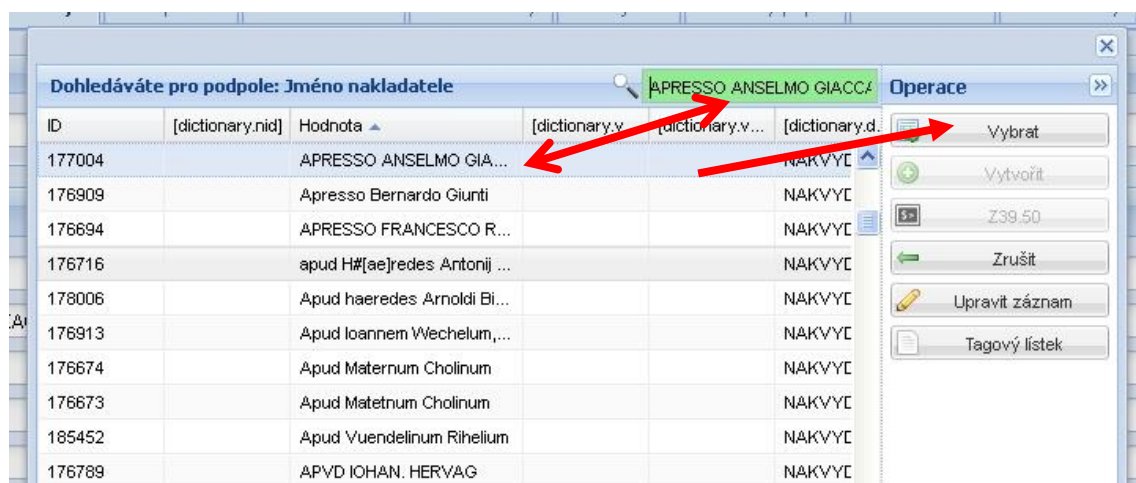 Dohledáváte pro podpole: Jméno nakladatele APRESSO ANSELMO GIACCA Operace
ID [dictionary.nid] Hodnota [dictionary.v... [dictionary.v... [dictionary.d.
177004 APRESSO ANSELMO GIA... NAKVYD
176909 Apresso Bernardo Giunti NAKVYD
176694 APRESSO FRANCESCO R... NAKVYD
176716 apud H#[ae]redes Antonij ... NAKVYD
178006 Apud haeredes Arnoldi Bi... NAKVYD
176913 Apud Ioannem Wechelum,... NAKVYD
176674 Apud Maternum Cholinum NAKVYD
176673 Apud Matetnum Cholinum NAKVYD
185452 Apud Vuendelinum Rihelium NAKVYD
176789 APVD IOHAN. HERVAG NAKVYD
Vybrat
Vytvořit
Z39.50
Zrušit
Upravit záznam
Tagový lístek